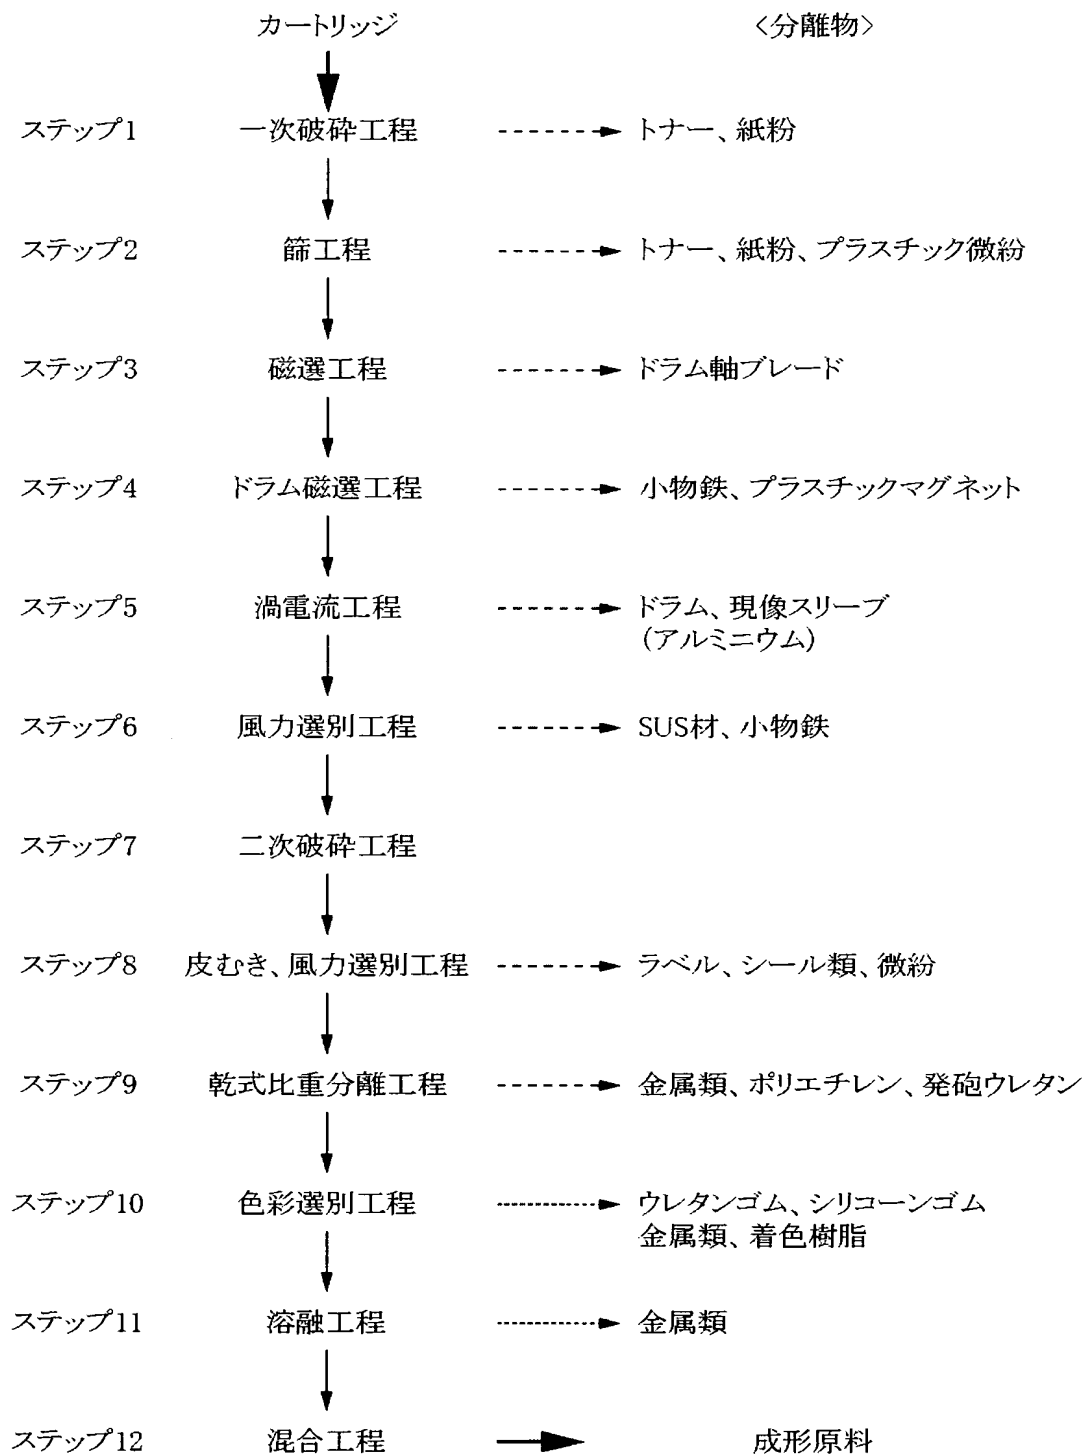 カートリッジ <分離物>
ステップ1 一次破砕工程 トナー、紙粉
ステップ2 篩工程 トナー、紙粉、プラスチック微紛
ステップ3 磁選工程 ドラム軸ブレード
ステップ4 ドラム磁選工程 小物鉄、プラスチックマグネット
ステップ5 渦電流工程 ドラム、現像スリーブ
(アルミニウム)
ステップ6 風力選別工程 SUS材、小物鉄
ステップ7 二次破砕工程
ステップ8 皮むき、風力選別工程 ラベル、シール類、微紛
ステップ9 乾式比重分離工程 金属類、ポリエチレン、発砲ウレタン
ステップ10 色彩選別工程 ウレタンゴム、シリコーンゴム
金属類、着色樹脂
ステップ11 溶融工程 金属類
ステップ12 混合工程 成形原料